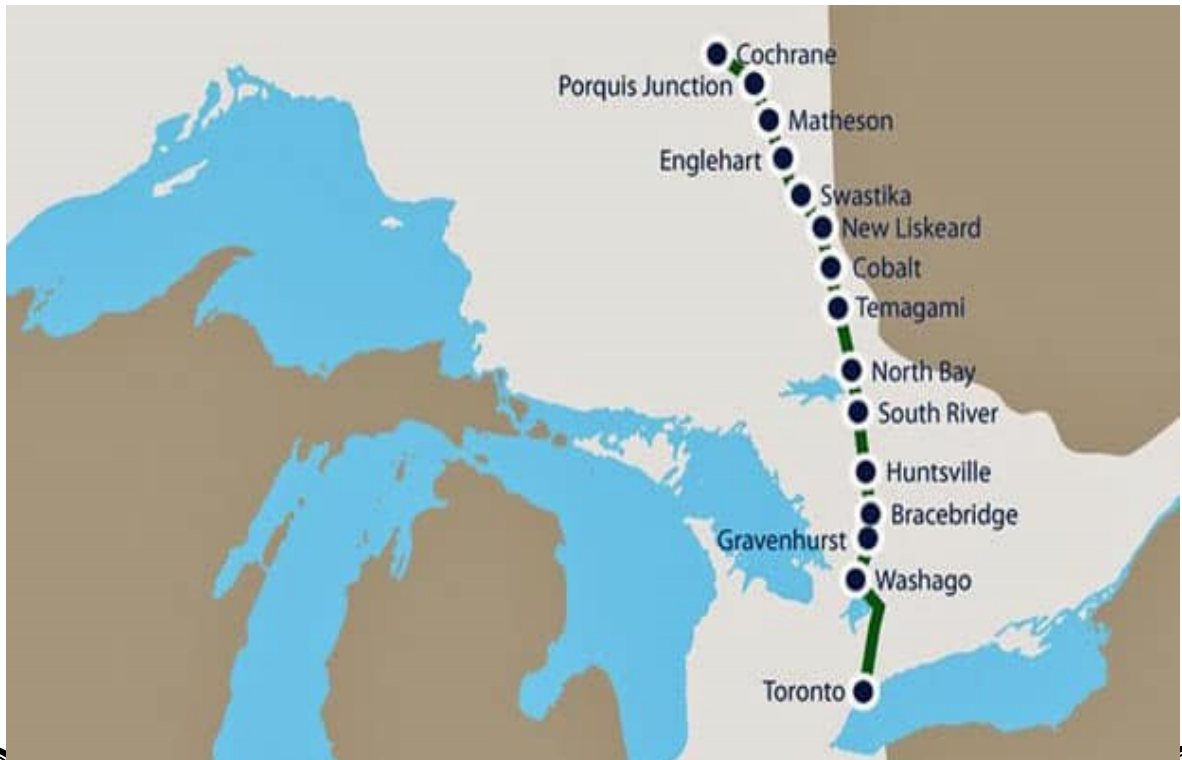 Cochrane
Porquis Junction
Matheson
Englehart
Swastika
New Liskeard
Cobalt
Temagami
North Bay
South River
Huntsville
Bracebridge
Gravenhurst
Washago
Toronto